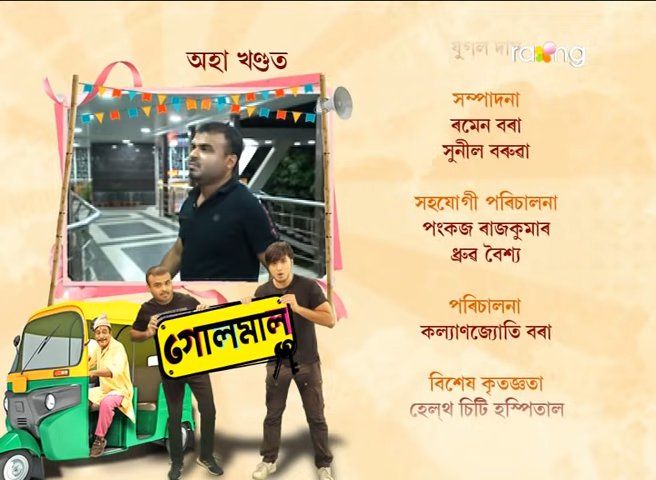 অহা খণ্ডত
গোলমাল
যুগল দাস
rang
সম্পাদনা
ৰমেন বৰা
সুনীল বৰুৱা
সহযোগী পৰিচালনা
পংকজ ৰাজকুমাৰ
ধ্ৰুৱ বৈশ্য
পৰিচালনা
কল্যাণজ্যোতি বৰা
বিশেষ কৃতজ্ঞতা
হেল্থ চিটি হস্পিতাল